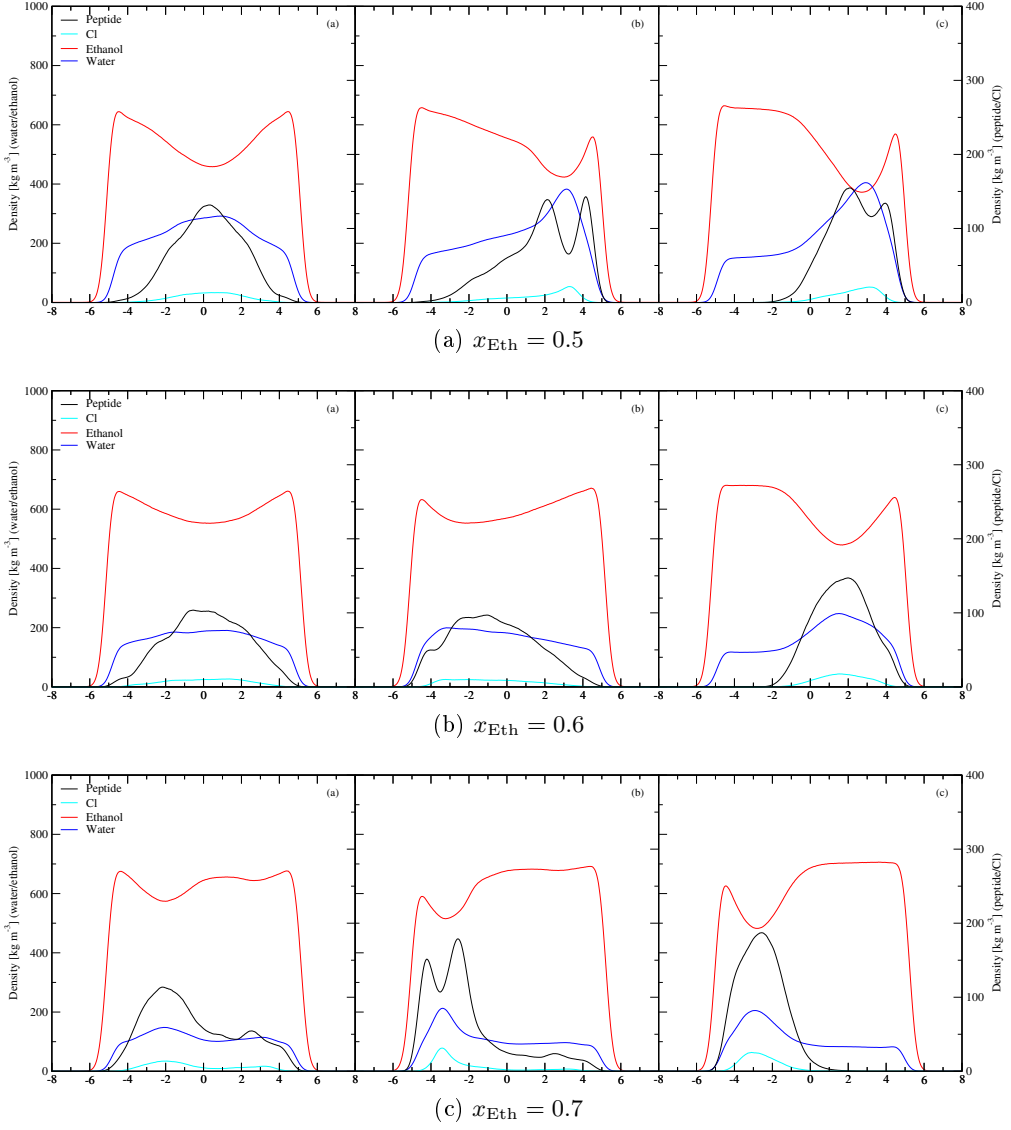 1000
800
600
400
200
0
Density [kg m⁻³] (water/ethanol)
Peptide
Cl
Ethanol
Water
(a)
(b)
(c)
400
300
200
100
0
Density [kg m⁻³] (peptide/Cl)
-8 -6 -4 -2 0 2 4 6 8 -6 -4 -2 0 2 4 6 8 -6 -4 -2 0 2 4 6 8
(a) x_Eth = 0.5
1000
800
600
400
200
0
Density [kg m⁻³] (water/ethanol)
Peptide
Cl
Ethanol
Water
(a)
(b)
(c)
400
300
200
100
0
Density [kg m⁻³] (peptide/Cl)
-8 -6 -4 -2 0 2 4 6 -8 -6 -4 -2 0 2 4 6 -8 -6 -4 -2 0 2 4 6 8
(b) x_Eth = 0.6
1000
800
600
400
200
0
Density [kg m⁻³] (water/ethanol)
Peptide
Cl
Ethanol
Water
(a)
(b)
(c)
400
300
200
100
0
Density [kg m⁻³] (peptide/Cl)
-8 -6 -4 -2 0 2 4 6 -8 -6 -4 -2 0 2 4 6 -8 -6 -4 -2 0 2 4 6 8
(c) x_Eth = 0.7